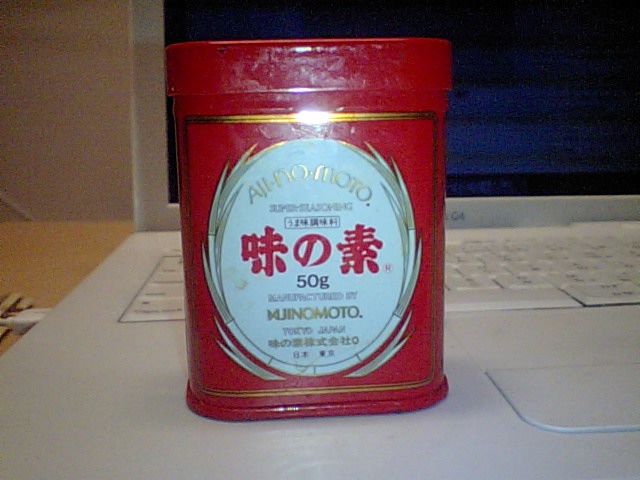 AJI-NO-MOTO.
SUPER SEASONING
うま味調味料
味の素®
50g
MANUFACTURED BY
AJINOMOTO.
TOKYO JAPAN
味の素株式会社
日本 東京
G4